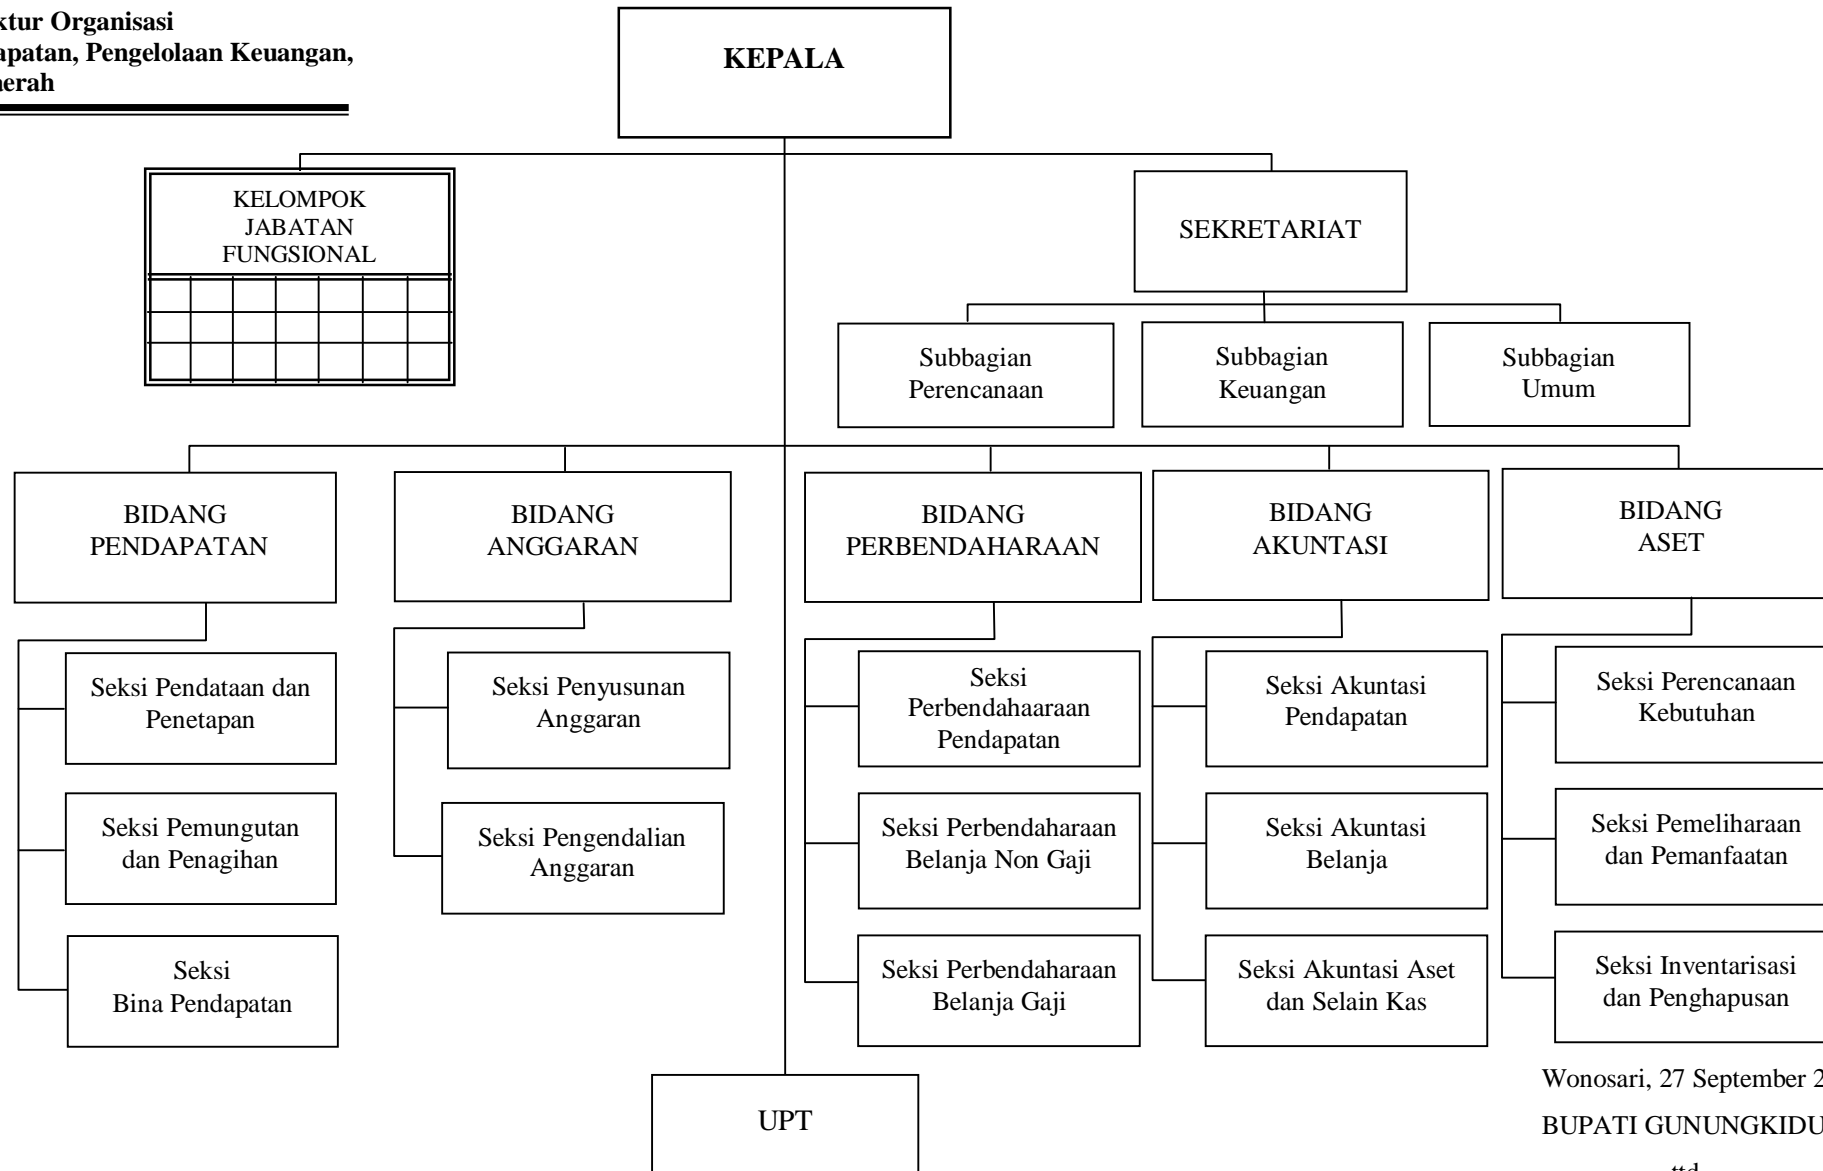 ktur Organisasi
apatan, Pengelolaan Keuangan,
aerah
KEPALA
KELOMPOK
JABATAN
FUNGSIONAL
SEKRETARIAT
Subbagian
Perencanaan
Subbagian
Keuangan
Subbagian
Umum
BIDANG
PENDAPATAN
BIDANG
ANGGARAN
BIDANG
PERBENDAHARAAN
BIDANG
AKUNTASI
BIDANG
ASET
Seksi Pendataan dan
Penetapan
Seksi Pemungutan
dan Penagihan
Seksi
Bina Pendapatan
Seksi Penyusunan
Anggaran
Seksi Pengendalian
Anggaran
Seksi
Perbendahaaraan
Pendapatan
Seksi Perbendaharaan
Belanja Non Gaji
Seksi Perbendaharaan
Belanja Gaji
Seksi Akuntasi
Pendapatan
Seksi Akuntasi
Belanja
Seksi Akuntasi Aset
dan Selain Kas
Seksi Perencanaan
Kebutuhan
Seksi Pemeliharaan
dan Pemanfaatan
Seksi Inventarisasi
dan Penghapusan
UPT
Wonosari, 27 September 2
BUPATI GUNUNGKIDU
ttd